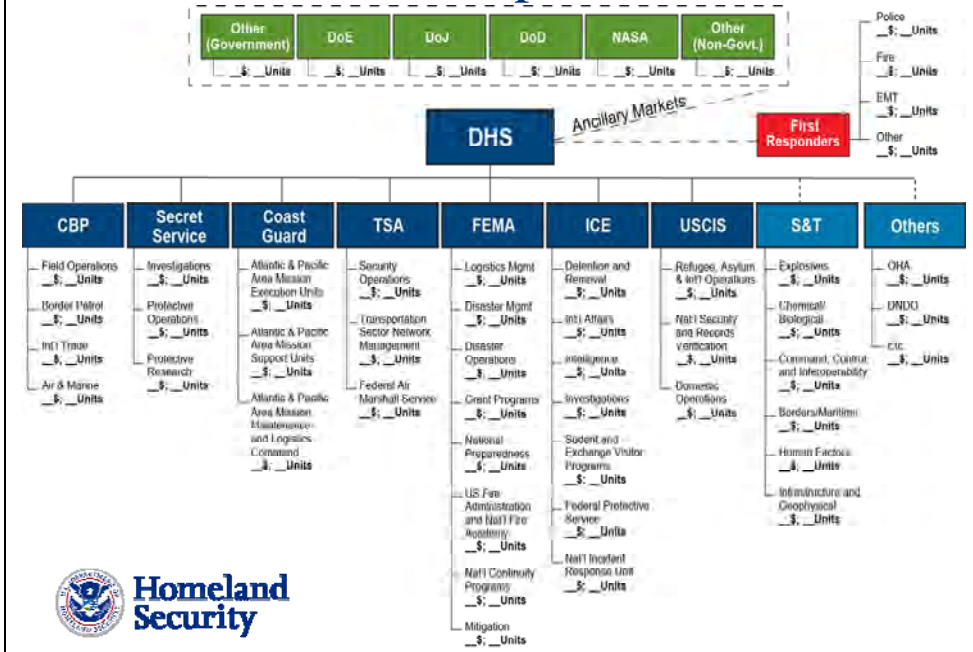 Other
(Government)
__$; __Units
DoE
__$; __Units
DoJ
__$; __Units
DoD
__$; __Units
NASA
__$; __Units
Other
(Non-Govt.)
__$; __Units
Police
__$; __Units
Fire
__$; __Units
EMT
__$; __Units
Other
__$; __Units
Ancillary Markets
First
Responders
DHS
CBP
Field Operations
__$; __Units
Border Patrol
__$; __Units
Int'l Trade
__$; __Units
Air & Marine
__$; __Units
Secret
Service
Investigations
__$; __Units
Protective
Operations
__$; __Units
Protective
Research
__$; __Units
Coast
Guard
Atlantic & Pacific
Area Mission
Execution Units
__$; __Units
Atlantic & Pacific
Area Mission
Support Units
__$; __Units
Atlantic & Pacific
Area Mission
Maintenance
and Logistics
Command
__$; __Units
TSA
Security
Operations
__$; __Units
Transportation
Sector Network
Management
__$; __Units
Federal Air
Marshall Service
__$; __Units
FEMA
Logistics Mgmt
__$; __Units
Disaster Mgmt
__$; __Units
Disaster
Operations
__$; __Units
Grant Programs
__$; __Units
National
Preparedness
__$; __Units
US Fire
Administration
and Nat'l Fire
Academy
__$; __Units
Nat'l Continuity
Programs
__$; __Units
Mitigation
__$; __Units
ICE
Detention and
Removal
__$; __Units
Int'l Affairs
__$; __Units
Intelligence
__$; __Units
Investigations
__$; __Units
Sudent and
Exchange Visitor
Programs
__$; __Units
Federal Protective
Service
__$; __Units
Nat'l Incident
Response Unit
__$; __Units
USCIS
Refugee, Asylum
& Int'l Operations
__$; __Units
Nat'l Security
and Records
Verification
__$; __Units
Domestic
Operations
__$; __Units
S&T
Explosives
__$; __Units
Chemical/
Biological
__$; __Units
Command, Control
and Interoperability
__$; __Units
Borders/Maritime
__$; __Units
Human Factors
__$; __Units
Infrastructure and
Geophysical
__$; __Units
Others
OHA
__$; __Units
DNDO
__$; __Units
Etc.
__$; __Units
Homeland
Security